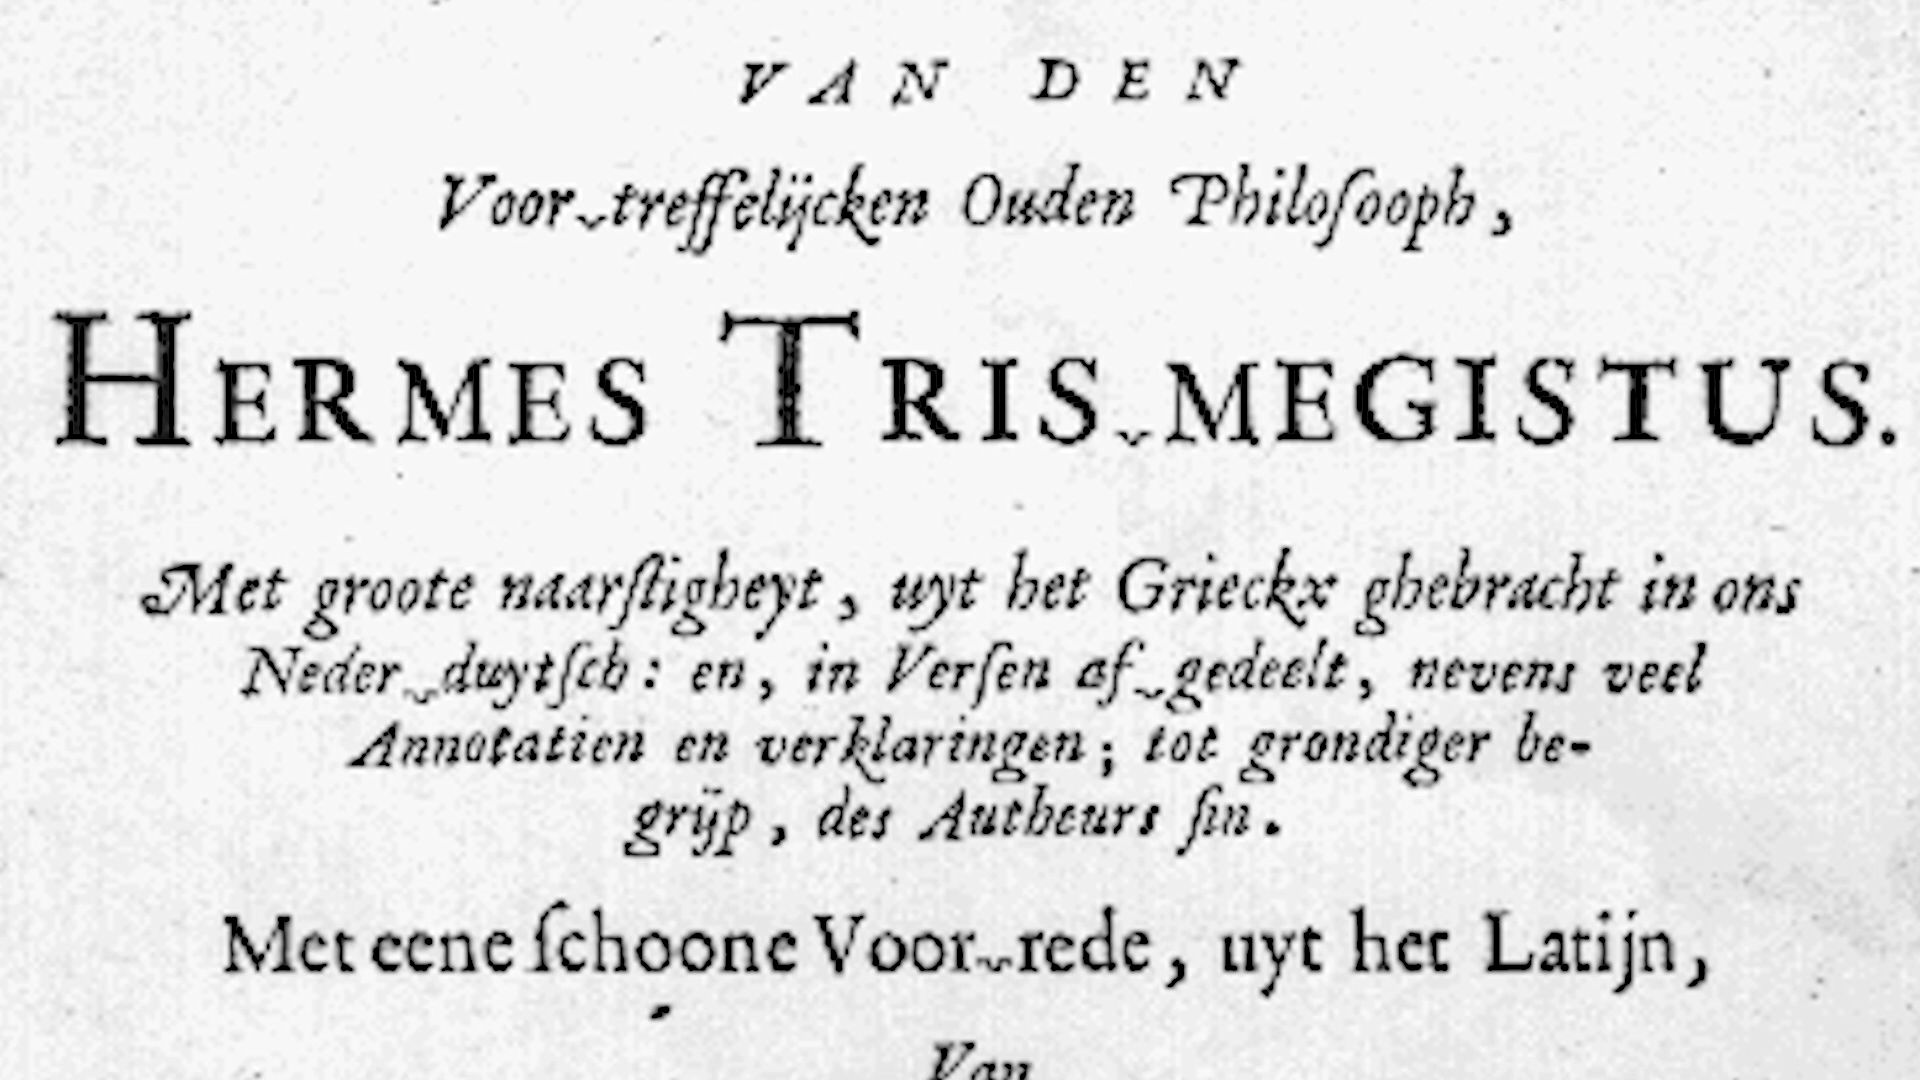 VAN DEN
Voor‿treffelijcken Ouden Philoſooph,
HERMES TRIS‿MEGISTUS.
Met groote naarſtigheyt, uyt het Grieckx ghebracht in ons
Neder‿duytſch: en, in Verſen af‿gedeelt, nevens veel
Annotatien en verklaringen; tot grondiger be-
grijp, des Autheurs ſin.
Met eene ſchoone Voor‿rede, uyt het Latijn,
Van